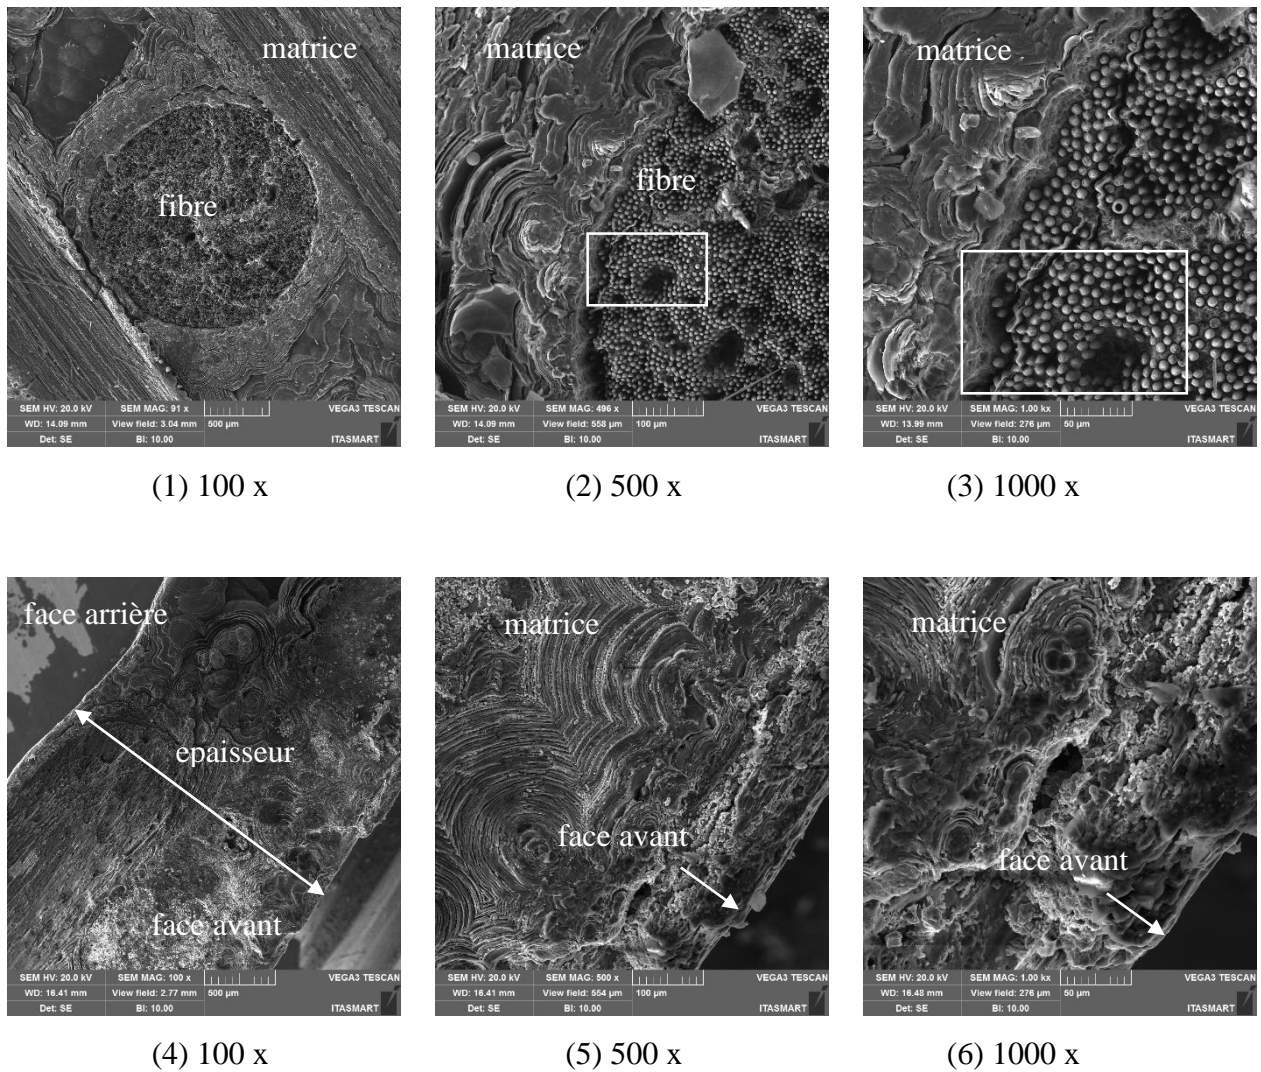 matrice
fibre
SEM HV: 20.0 kV SEM MAG: 91 x VEGA3 TESCAN
WD: 14.09 mm View field: 3.04 mm 500 µm
Det: SE BI: 10.00 ITASMART
matrice
fibre
SEM HV: 20.0 kV SEM MAG: 496 x VEGA3 TESCAN
WD: 14.09 mm View field: 558 µm 100 µm
Det: SE BI: 10.00 ITASMART
matrice
SEM HV: 20.0 kV SEM MAG: 1.00 kx VEGA3 TESCAN
WD: 13.99 mm View field: 276 µm 50 µm
Det: SE BI: 10.00 ITASMART
(1) 100 x
(2) 500 x
(3) 1000 x
face arrière
epaisseur
face avant
SEM HV: 20.0 kV SEM MAG: 100 x VEGA3 TESCAN
WD: 16.41 mm View field: 2.77 mm 500 µm
Det: SE BI: 10.00 ITASMART
matrice
face avant
SEM HV: 20.0 kV SEM MAG: 500 x VEGA3 TESCAN
WD: 16.41 mm View field: 554 µm 100 µm
Det: SE BI: 10.00 ITASMART
matrice
face avant
SEM HV: 20.0 kV SEM MAG: 1.00 kx VEGA3 TESCAN
WD: 16.48 mm View field: 276 µm 50 µm
Det: SE BI: 10.00 ITASMART
(4) 100 x
(5) 500 x
(6) 1000 x